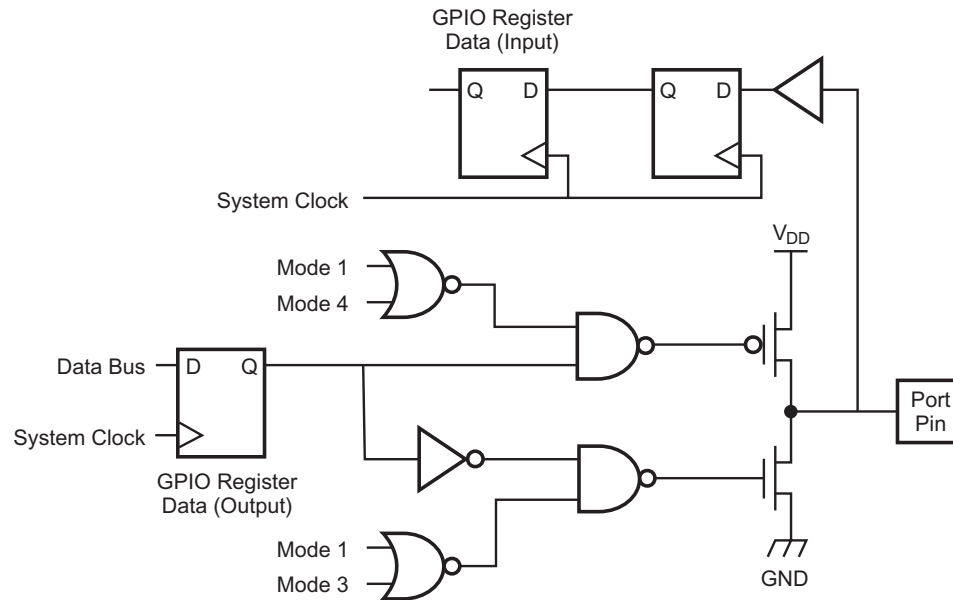 GPIO Register
Data (Input)
Q D
Q D
System Clock
V_DD
Mode 1
Mode 4
Data Bus
D Q
System Clock
GPIO Register
Data (Output)
Port
Pin
Mode 1
Mode 3
GND